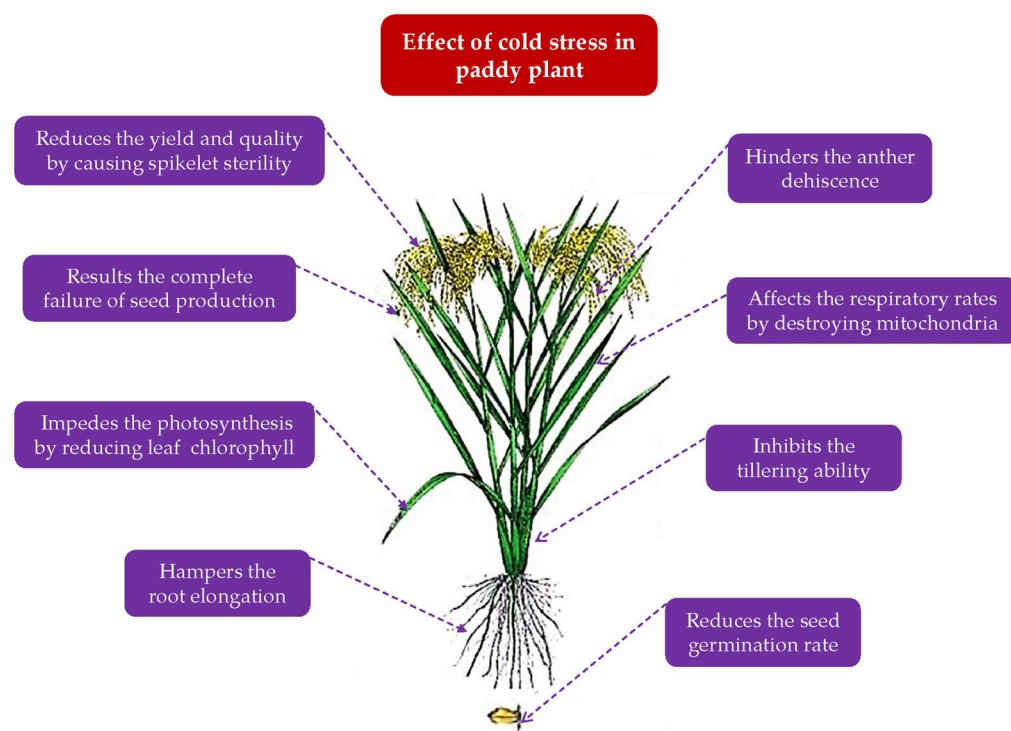 Effect of cold stress in
paddy plant
Reduces the yield and quality
by causing spikelet sterility
Hinders the anther
dehiscence
Results the complete
failure of seed production
Affects the respiratory rates
by destroying mitochondria
Impedes the photosynthesis
by reducing leaf chlorophyll
Inhibits the
tillering ability
Hampers the
root elongation
Reduces the seed
germination rate